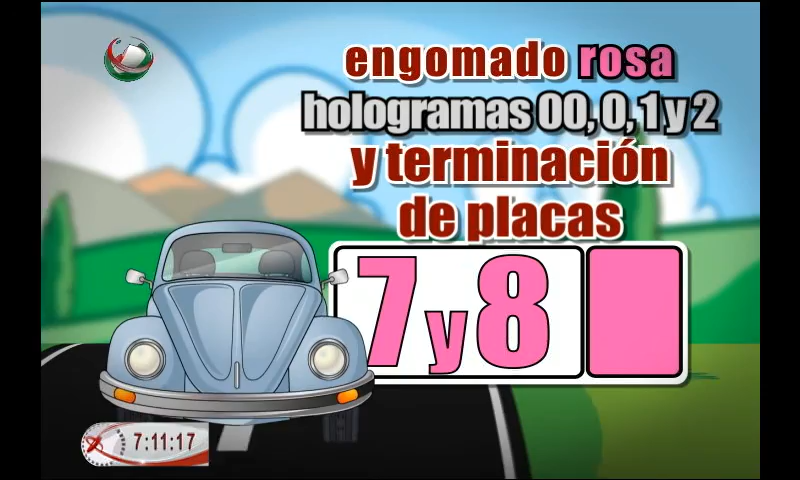 engomado rosa
hologramas 00, 0, 1 y 2
y terminación
de placas
7 y 8
7:11:17